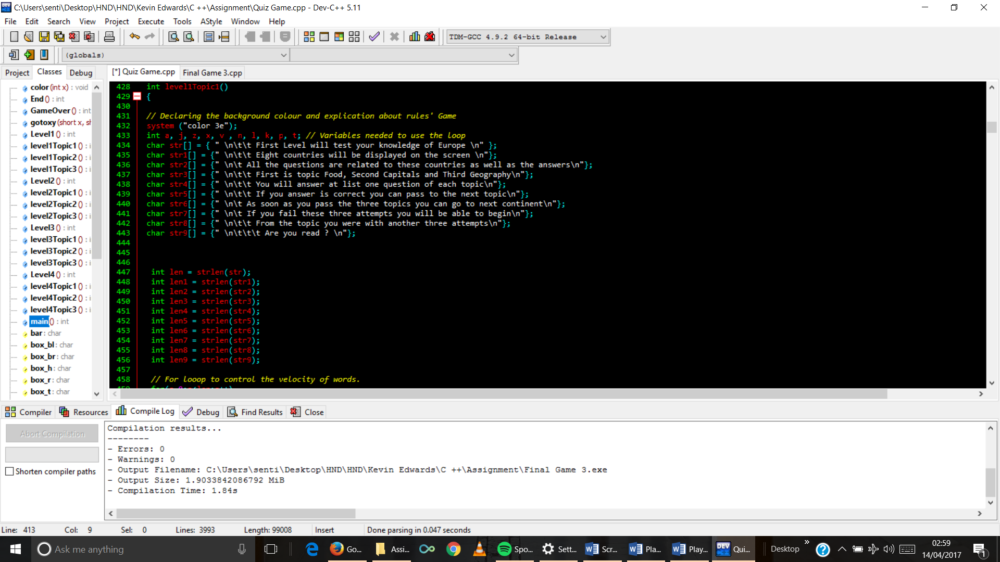 C:\Users\senti\Desktop\HND\HND\Kevin Edwards\C ++\Assignment\Quiz Game.cpp - Dev-C++ 5.11
File Edit Search View Project Execute Tools AStyle Window Help
TDM-GCC 4.9.2 64-bit Release
(globals)
Project Classes Debug
[*] Quiz Game.cpp Final Game 3.cpp
color (int x) : void
End () : int
GameOver () : int
gotoxy (short x, sh
Level1 () : int
level1Topic1 () : i
level1Topic2 () : i
level1Topic3 () : i
Level2 () : int
level2Topic1 () : i
level2Topic2 () : i
level2Topic3 () : i
Level3 () : int
level3Topic1 () : i
level3Topic2 () : i
level3Topic3 () : i
Level4 () : int
level4Topic1 () : i
level4Topic2 () : i
level4Topic3 () : i
main () : int
bar : char
box_bl : char
box_br : char
box_h : char
box_r : char
box_t : char
428 int level1Topic1()
429 {
430
431 // Declaring the background colour and explication about rules' Game
432 system ("color 3e");
433 int a, j, z, x, v , n, l, k, p, t; // Variables needed to use the loop
434 char str[] = { " \n\t\t First Level will test your knowledge of Europe \n" };
435 char str1[] = {" \n\t\t Eight countries will be displayed on the screen \n"};
436 char str2[] = {" \n\t All the questions are related to these countries as well as the answers\n"};
437 char str3[] = {" \n\t\t First is topic Food, Second Capitals and Third Geography\n"};
438 char str4[] = {" \n\t\t You will answer at list one question of each topic\n"};
439 char str5[] = {" \n\t\t If you answer is correct you can pass to the next topic\n"};
440 char str6[] = {" \n\t As soon as you pass the three topics you can go to next continent\n"};
441 char str7[] = {" \n\t If you fail these three attempts you will be able to begin\n"};
442 char str8[] = {" \n\t\t From the topic you were with another three attempts\n"};
443 char str9[] = {" \n\t\t\t Are you read ? \n"};
444
445
446
447 int len = strlen(str);
448 int len1 = strlen(str1);
449 int len2 = strlen(str2);
450 int len3 = strlen(str3);
451 int len4 = strlen(str4);
452 int len5 = strlen(str5);
453 int len6 = strlen(str6);
454 int len7 = strlen(str7);
455 int len8 = strlen(str8);
456 int len9 = strlen(str9);
457
458 // For looop to control the velocity of words.
Compiler Resources Compile Log Debug Find Results Close
Abort Compilation
Shorten compiler paths
Compilation results...
--------
- Errors: 0
- Warnings: 0
- Output Filename: C:\Users\senti\Desktop\HND\HND\Kevin Edwards\C ++\Assignment\Final Game 3.exe
- Output Size: 1.9033842086792 MiB
- Compilation Time: 1.84s
Line: 413 Col: 9 Sel: 0 Lines: 3993 Length: 99008 Insert Done parsing in 0.047 seconds
Ask me anything
Go... Assi... Spo... Sett... Scr... Pla... Play... Qui... Desktop
02:59
14/04/2017
1